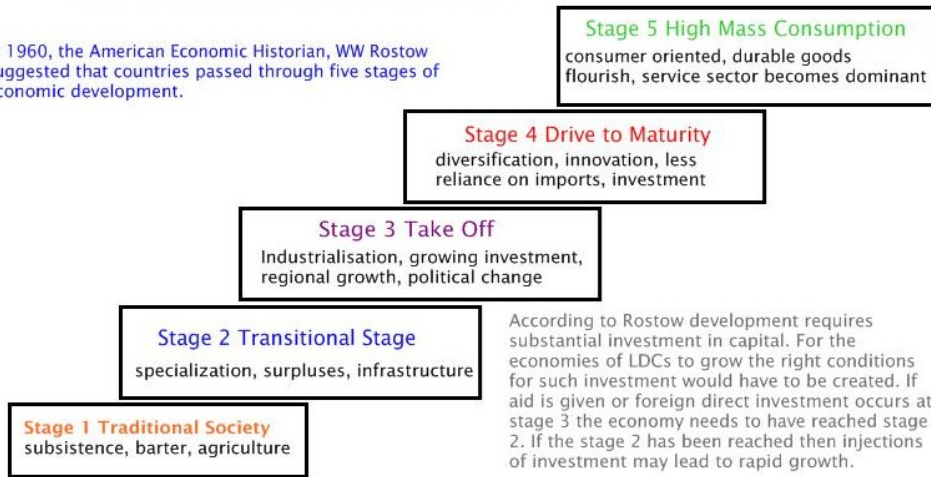 1960, the American Economic Historian, WW Rostow
uggested that countries passed through five stages of
conomic development.
Stage 5 High Mass Consumption
consumer oriented, durable goods
flourish, service sector becomes dominant
Stage 4 Drive to Maturity
diversification, innovation, less
reliance on imports, investment
Stage 3 Take Off
Industrialisation, growing investment,
regional growth, political change
Stage 2 Transitional Stage
specialization, surpluses, infrastructure
Stage 1 Traditional Society
subsistence, barter, agriculture
According to Rostow development requires
substantial investment in capital. For the
economies of LDCs to grow the right conditions
for such investment would have to be created. If
aid is given or foreign direct investment occurs at
stage 3 the economy needs to have reached stage
2. If the stage 2 has been reached then injections
of investment may lead to rapid growth.